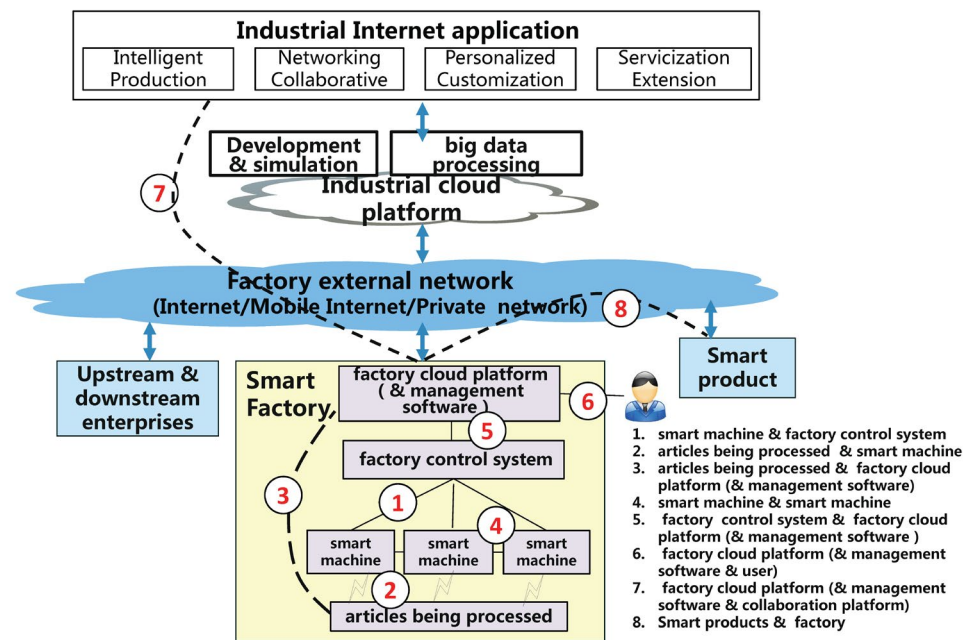 Industrial Internet application
Intelligent
Production
Networking
Collaborative
Personalized
Customization
Servicization
Extension
Development
& simulation
big data
processing
Industrial cloud
platform
7
Factory external network
(Internet/Mobile Internet/Private network)
8
Upstream &
downstream
enterprises
Smart
product
Smart
Factory
factory cloud platform
( & management
software )
6
5
factory control system
3
1
4
smart
machine
smart
machine
smart
machine
2
articles being processed
1. smart machine & factory control system
2. articles being processed & smart machine
3. articles being processed & factory cloud
platform (& management software)
4. smart machine & smart machine
5. factory control system & factory cloud
platform (& management software )
6. factory cloud platform (& management
software & user)
7. factory cloud platform (& management
software & collaboration platform)
8. Smart products & factory